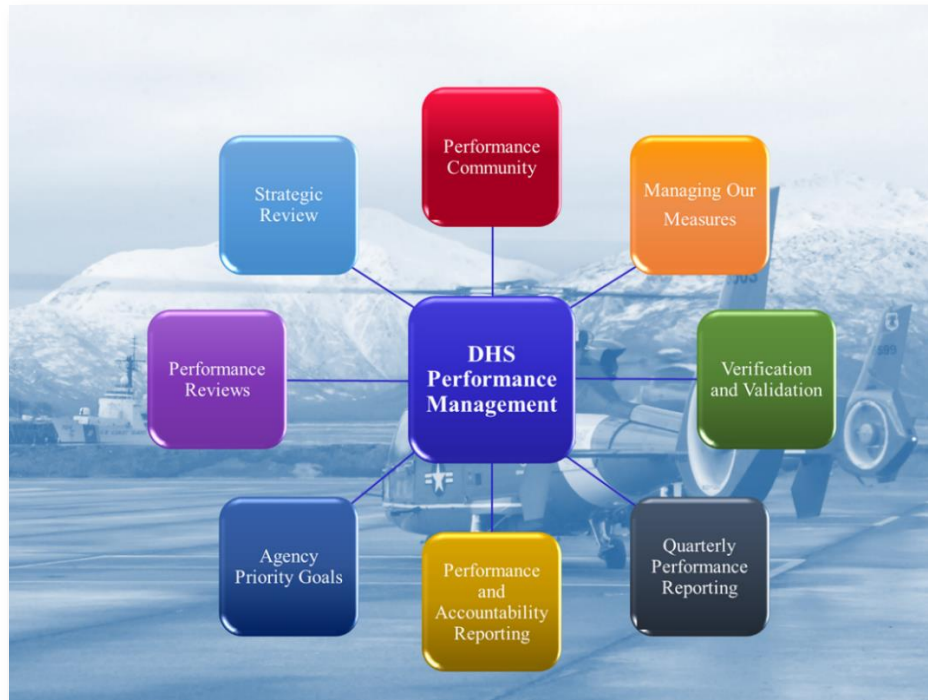 Performance
Community
Strategic
Review
Managing Our
Measures
DHS
Performance
Management
Performance
Reviews
Verification
and Validation
Agency
Priority Goals
Performance
and
Accountability
Reporting
Quarterly
Performance
Reporting